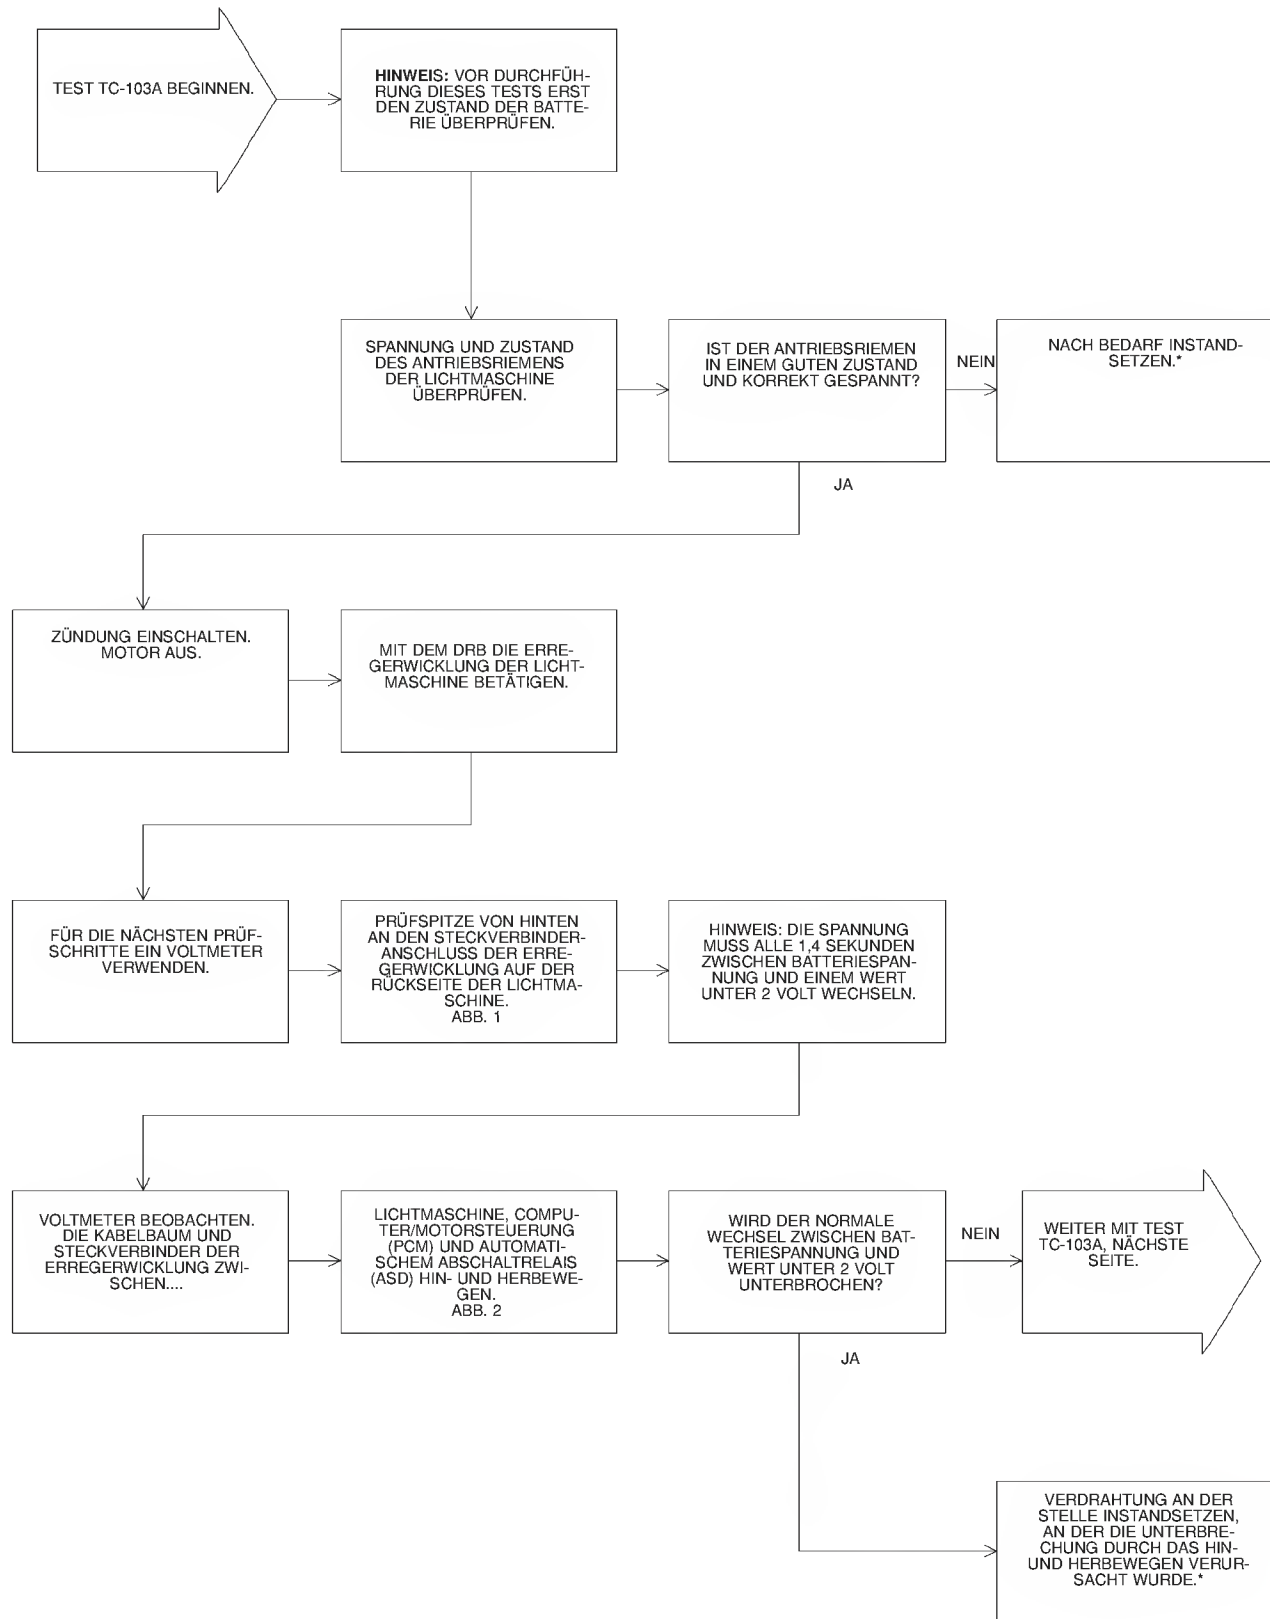 TEST TC-103A BEGINNEN.
HINWEIS: VOR DURCHFÜH-
RUNG DIESES TESTS ERST
DEN ZUSTAND DER BATTE-
RIE ÜBERPRÜFEN.
SPANNUNG UND ZUSTAND
DES ANTRIEBSRIEMENS
DER LICHTMASCHINE
ÜBERPRÜFEN.
IST DER ANTRIEBSRIEMEN
IN EINEM GUTEN ZUSTAND
UND KORREKT GESPANNT?
NEIN
NACH BEDARF INSTAND-
SETZEN.*
JA
ZÜNDUNG EINSCHALTEN.
MOTOR AUS.
MIT DEM DRB DIE ERRE-
GERWICKLUNG DER LICHT-
MASCHINE BETÄTIGEN.
FÜR DIE NÄCHSTEN PRÜF-
SCHRITTE EIN VOLTMETER
VERWENDEN.
PRÜFSPITZE VON HINTEN
AN DEN STECKVERBINDER-
ANSCHLUSS DER ERRE-
GERWICKLUNG AUF DER
RÜCKSEITE DER LICHTMA-
SCHINE.
ABB. 1
HINWEIS: DIE SPANNUNG
MUSS ALLE 1,4 SEKUNDEN
ZWISCHEN BATTERIESPAN-
NUNG UND EINEM WERT
UNTER 2 VOLT WECHSELN.
VOLTMETER BEOBACHTEN.
DIE KABELBAUM UND
STECKVERBINDER DER
ERREGERWICKLUNG ZWI-
SCHEN....
LICHTMASCHINE, COMPU-
TER/MOTORSTEUERUNG
(PCM) UND AUTOMATI-
SCHEM ABSCHALTRELAIS
(ASD) HIN- UND HERBEWE-
GEN.
ABB. 2
WIRD DER NORMALE
WECHSEL ZWISCHEN BAT-
TERIESPANNUNG UND
WERT UNTER 2 VOLT
UNTERBROCHEN?
NEIN
WEITER MIT TEST
TC-103A, NÄCHSTE
SEITE.
JA
VERDRAHTUNG AN DER
STELLE INSTANDSETZEN,
AN DER DIE UNTERBRE-
CHUNG DURCH DAS HIN-
UND HERBEWEGEN VERUR-
SACHT WURDE.*